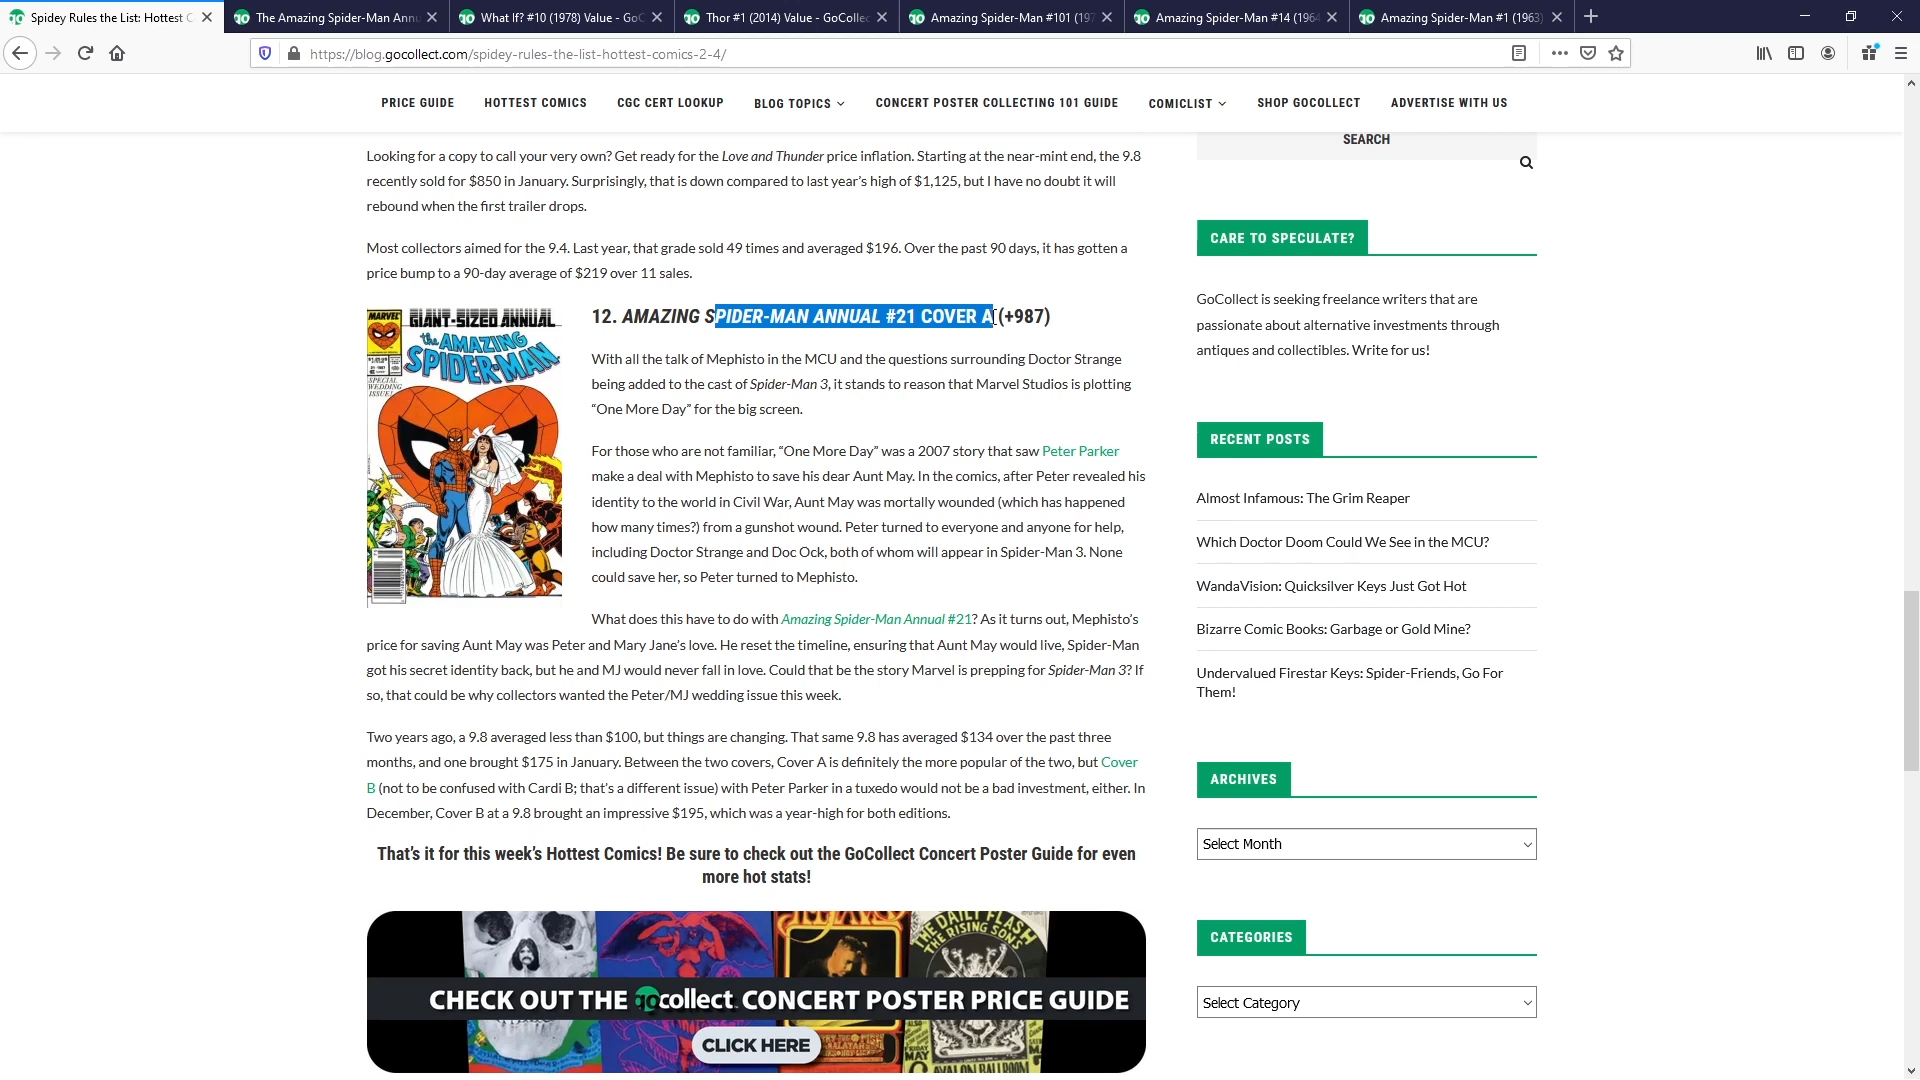 Spidey Rules the List: Hottest C
The Amazing Spider-Man Annu
What If? #10 (1978) Value - GoC
Thor #1 (2014) Value - GoCollec
Amazing Spider-Man #101 (197
Amazing Spider-Man #14 (1964
Amazing Spider-Man #1 (1963)
https://blog.gocollect.com/spidey-rules-the-list-hottest-comics-2-4/
PRICE GUIDE
HOTTEST COMICS
CGC CERT LOOKUP
BLOG TOPICS
CONCERT POSTER COLLECTING 101 GUIDE
COMICLIST
SHOP GOCOLLECT
ADVERTISE WITH US
Looking for a copy to call your very own? Get ready for the Love and Thunder price inflation. Starting at the near-mint end, the 9.8
recently sold for $850 in January. Surprisingly, that is down compared to last year's high of $1,125, but I have no doubt it will
rebound when the first trailer drops.
Most collectors aimed for the 9.4. Last year, that grade sold 49 times and averaged $196. Over the past 90 days, it has gotten a
price bump to a 90-day average of $219 over 11 sales.
MARVEL
GIANT-SIZED ANNUAL
the AMAZING
SPIDER-MAN
SPECIAL
WEDDING
ISSUE!
12. AMAZING SPIDER-MAN ANNUAL #21 COVER A (+987)
With all the talk of Mephisto in the MCU and the questions surrounding Doctor Strange
being added to the cast of Spider-Man 3, it stands to reason that Marvel Studios is plotting
“One More Day” for the big screen.
For those who are not familiar, “One More Day” was a 2007 story that saw Peter Parker
make a deal with Mephisto to save his dear Aunt May. In the comics, after Peter revealed his
identity to the world in Civil War, Aunt May was mortally wounded (which has happened
how many times?) from a gunshot wound. Peter turned to everyone and anyone for help,
including Doctor Strange and Doc Ock, both of whom will appear in Spider-Man 3. None
could save her, so Peter turned to Mephisto.
What does this have to do with Amazing Spider-Man Annual #21? As it turns out, Mephisto's
price for saving Aunt May was Peter and Mary Jane's love. He reset the timeline, ensuring that Aunt May would live, Spider-Man
got his secret identity back, but he and MJ would never fall in love. Could that be the story Marvel is prepping for Spider-Man 3? If
so, that could be why collectors wanted the Peter/MJ wedding issue this week.
Two years ago, a 9.8 averaged less than $100, but things are changing. That same 9.8 has averaged $134 over the past three
months, and one brought $175 in January. Between the two covers, Cover A is definitely the more popular of the two, but Cover
B (not to be confused with Cardi B; that's a different issue) with Peter Parker in a tuxedo would not be a bad investment, either. In
December, Cover B at a 9.8 brought an impressive $195, which was a year-high for both editions.
That's it for this week's Hottest Comics! Be sure to check out the GoCollect Concert Poster Guide for even
more hot stats!
THE DAILY FLASH
THE RISING SONS
CHECK OUT THE gocollect CONCERT POSTER PRICE GUIDE
CLICK HERE
AVALON BALLROOM
SEARCH
CARE TO SPECULATE?
GoCollect is seeking freelance writers that are
passionate about alternative investments through
antiques and collectibles. Write for us!
RECENT POSTS
Almost Infamous: The Grim Reaper
Which Doctor Doom Could We See in the MCU?
WandaVision: Quicksilver Keys Just Got Hot
Bizarre Comic Books: Garbage or Gold Mine?
Undervalued Firestar Keys: Spider-Friends, Go For
Them!
ARCHIVES
Select Month
CATEGORIES
Select Category